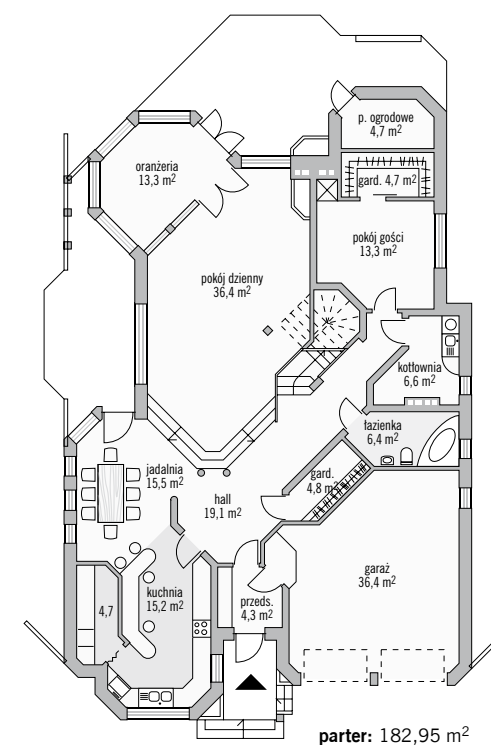 p. ogrodowe
4,7 m²
oranżeria
13,3 m²
gard. 4,7 m²
pokój gości
13,3 m²
pokój dzienny
36,4 m²
kotłownia
6,6 m²
łazienka
6,4 m²
jadalnia
15,5 m²
gard.
4,8 m²
hall
19,1 m²
garaż
36,4 m²
kuchnia
15,2 m²
4,7
przeds.
4,3 m²
parter: 182,95 m²